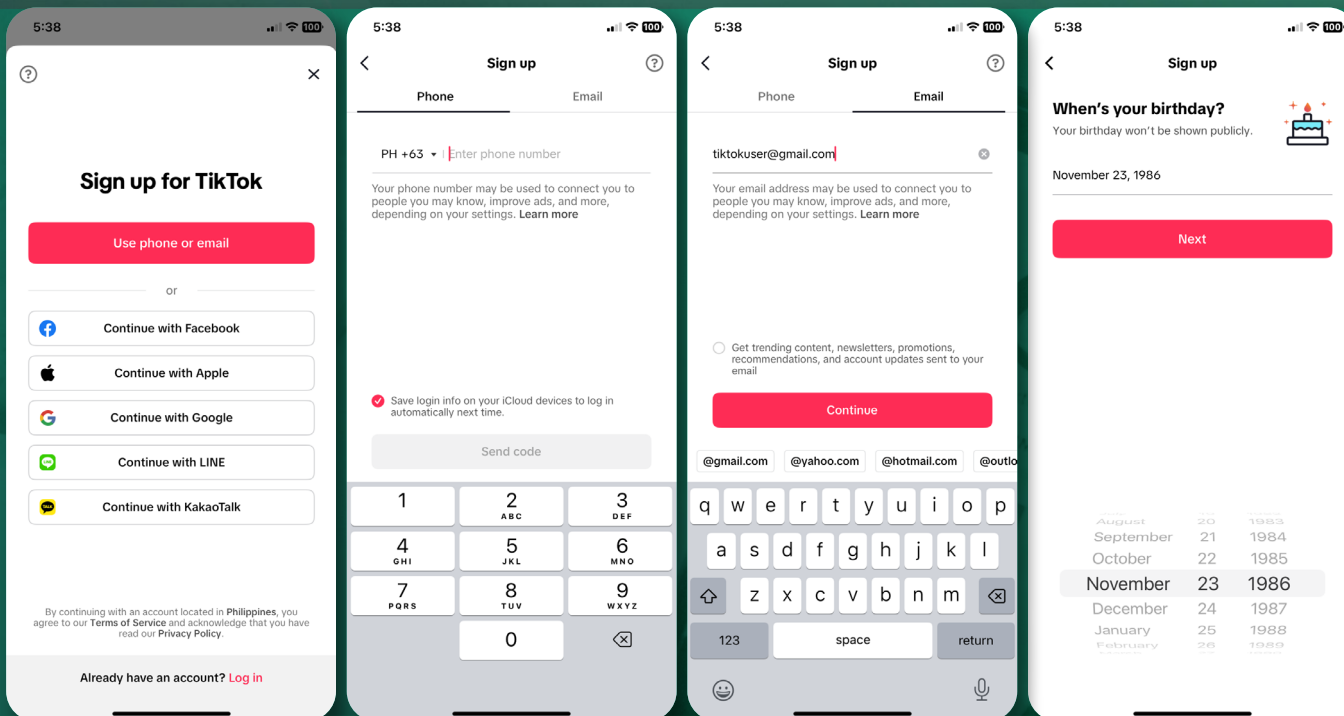 5:38
100
?
Sign up for TikTok
Use phone or email
or
Continue with Facebook
Continue with Apple
Continue with Google
LINE
Continue with LINE
TALK
Continue with KakaoTalk
By continuing with an account located in Philippines, you
agree to our Terms of Service and acknowledge that you have
read our Privacy Policy.
Already have an account? Log in
5:38
100
Sign up
?
Phone
Email
PH +63
Enter phone number
Your phone number may be used to connect you to
people you may know, improve ads, and more,
depending on your settings. Learn more
Save login info on your iCloud devices to log in
automatically next time.
Send code
1 2 3
ABC DEF
4 5 6
GHI JKL MNO
7 8 9
PQRS TUV WXYZ
0
5:38
100
Sign up
?
Phone
Email
tiktokuser@gmail.com
Your email address may be used to connect you to
people you may know, improve ads, and more,
depending on your settings. Learn more
Get trending content, newsletters, promotions,
recommendations, and account updates sent to your
email
Continue
@gmail.com @yahoo.com @hotmail.com @outlo
q w e r t y u i o p
a s d f g h j k l
z x c v b n m
123 space return
5:38
100
Sign up
When's your birthday?
Your birthday won't be shown publicly.
November 23, 1986
Next
August 20 1983
September 21 1984
October 22 1985
November 23 1986
December 24 1987
January 25 1988
February 26 1989